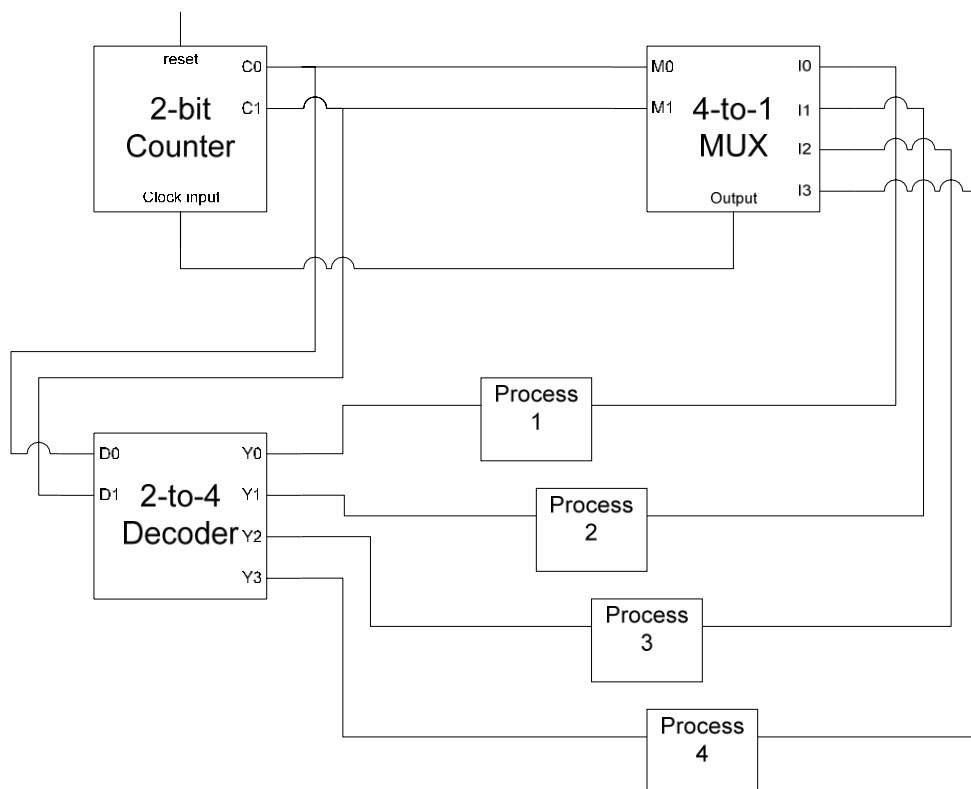 reset
C0
C1
2-bit
Counter
Clock input
M0
M1
4-to-1
MUX
I0
I1
I2
I3
Output
Process
1
D0
D1
2-to-4
Decoder
Y0
Y1
Y2
Y3
Process
2
Process
3
Process
4